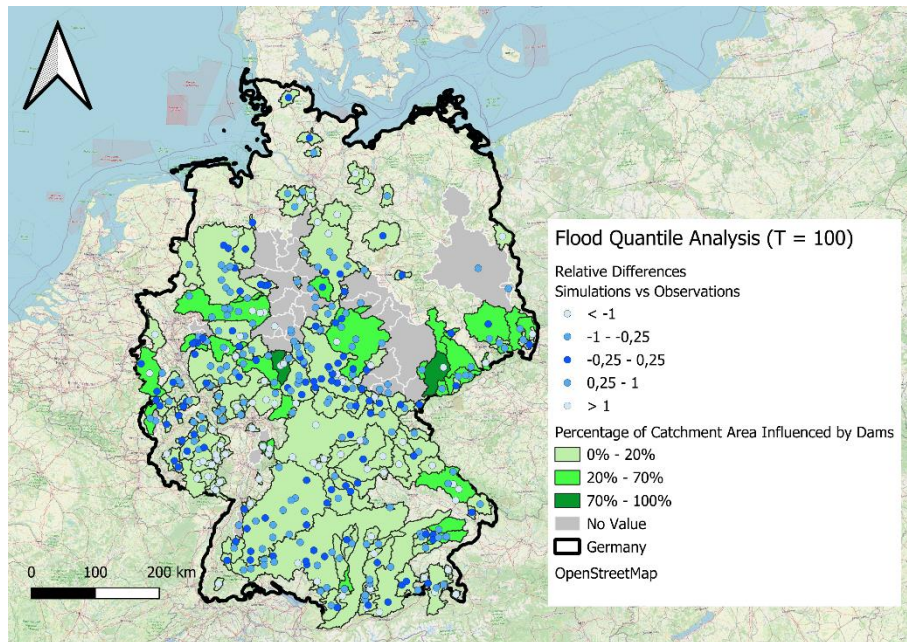 Flood Quantile Analysis (T = 100)
Relative Differences
Simulations vs Observations
< -1
-1 - -0,25
-0,25 - 0,25
0,25 - 1
> 1
Percentage of Catchment Area Influenced by Dams
0% - 20%
20% - 70%
70% - 100%
No Value
Germany
OpenStreetMap
0 100 200 km